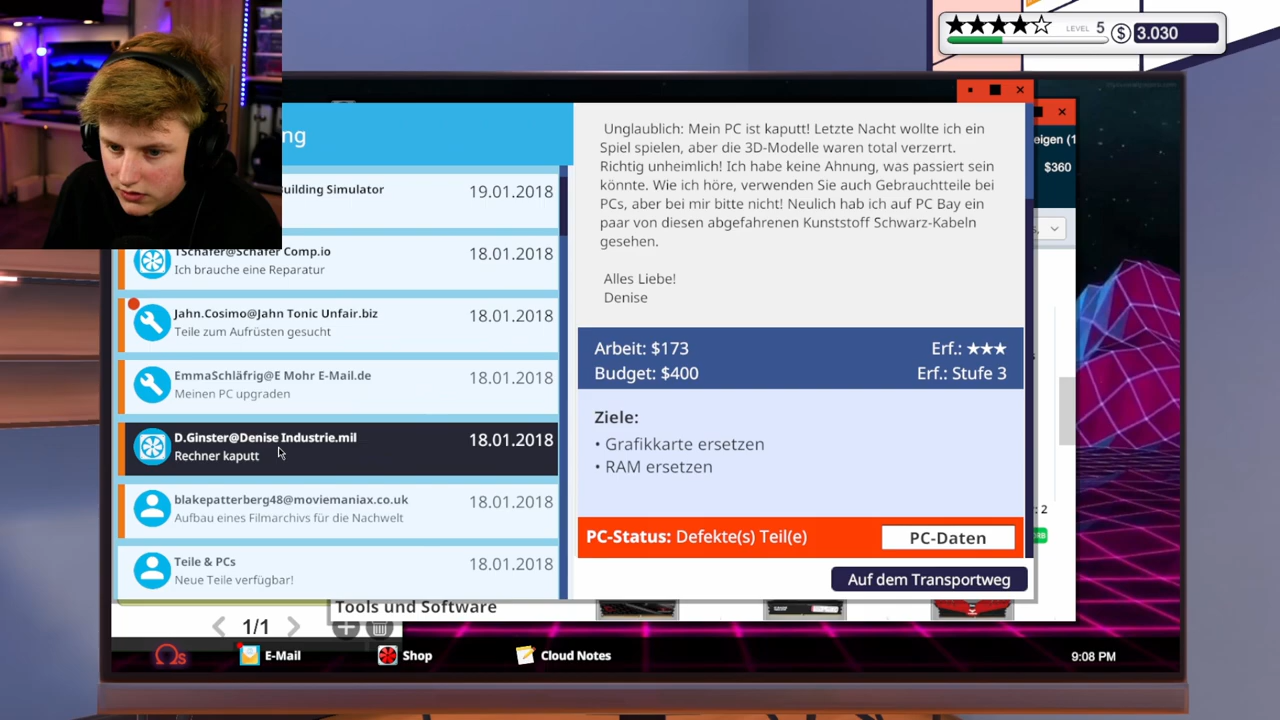 LEVEL 5 $ 3.030
ng
Building Simulator
19.01.2018
TSchäfer@Schäfer Comp.io
Ich brauche eine Reparatur
18.01.2018
Jahn.Cosimo@Jahn Tonic Unfair.biz
Teile zum Aufrüsten gesucht
18.01.2018
EmmaSchläfrig@E Mohr E-Mail.de
Meinen PC upgraden
18.01.2018
D.Ginster@Denise Industrie.mil
Rechner kaputt
18.01.2018
blakepatterberg48@moviemaniax.co.uk
Aufbau eines Filmarchivs für die Nachwelt
18.01.2018
Teile & PCs
Neue Teile verfügbar!
18.01.2018
Unglaublich: Mein PC ist kaputt! Letzte Nacht wollte ich ein
Spiel spielen, aber die 3D-Modelle waren total verzerrt.
Richtig unheimlich! Ich habe keine Ahnung, was passiert sein
könnte. Wie ich höre, verwenden Sie auch Gebrauchtteile bei
PCs, aber bei mir bitte nicht! Neulich hab ich auf PC Bay ein
paar von diesen abgefahrenen Kunststoff Schwarz-Kabeln
gesehen.
Alles Liebe!
Denise
Arbeit: $173
Erf.: ★★★
Budget: $400
Erf.: Stufe 3
Ziele:
• Grafikkarte ersetzen
• RAM ersetzen
PC-Status: Defekte(s) Teil(e)
PC-Daten
Auf dem Transportweg
eigen (1
$360
: 2
Tools und Software
1/1
E-Mail
Shop
Cloud Notes
9:08 PM